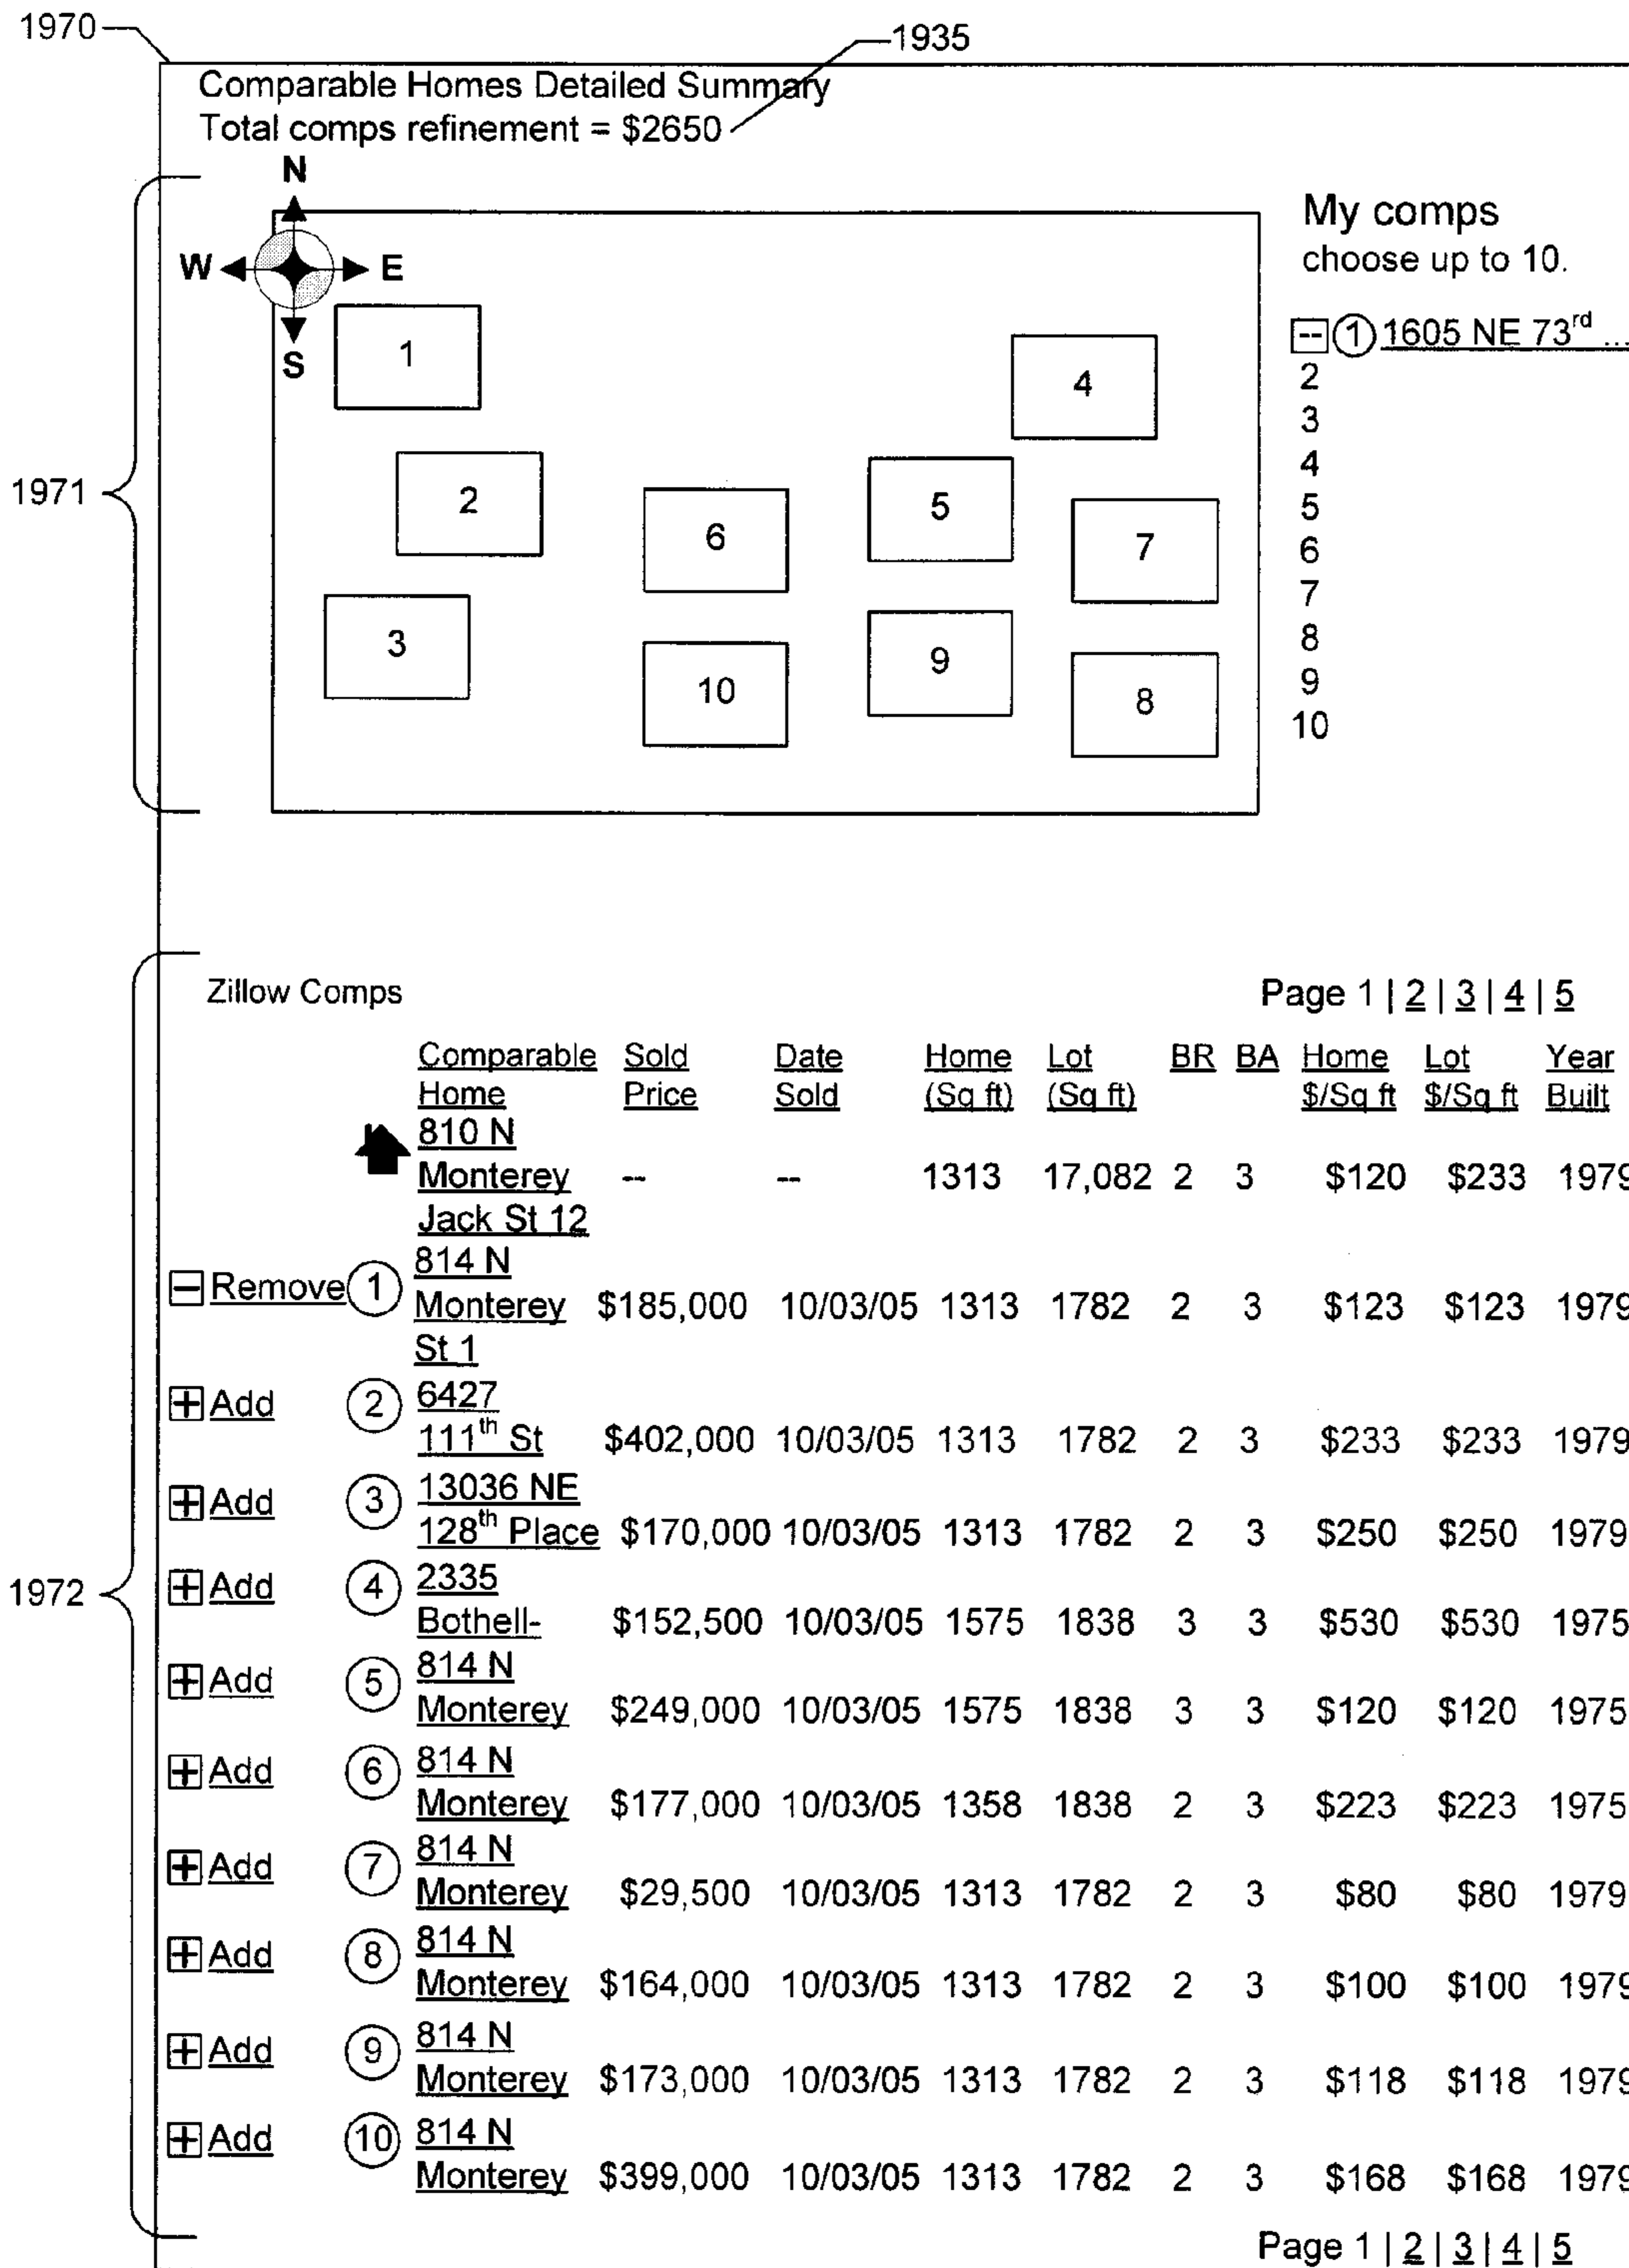 1970
1935
Comparable Homes Detailed Summary
Total comps refinement = $2650
N
W E
S
1971
1
2
3
4
5
6
7
8
9
10
My comps
choose up to 10.
-- 1 1605 NE 73rd ...
2
3
4
5
6
7
8
9
10
1972
Zillow Comps Page 1 | 2 | 3 | 4 | 5
Comparable Sold Date Home Lot BR BA Home Lot Year
Home Price Sold (Sq ft) (Sq ft) $/Sq ft $/Sq ft Built
810 N
Monterey -- -- 1313 17,082 2 3 $120 $233 1979
Jack St 12
814 N
Remove 1 Monterey $185,000 10/03/05 1313 1782 2 3 $123 $123 1979
St 1
Add 2 6427
111th St $402,000 10/03/05 1313 1782 2 3 $233 $233 1979
Add 3 13036 NE
128th Place $170,000 10/03/05 1313 1782 2 3 $250 $250 1979
Add 4 2335
Bothell- $152,500 10/03/05 1575 1838 3 3 $530 $530 1975
Add 5 814 N
Monterey $249,000 10/03/05 1575 1838 3 3 $120 $120 1975
Add 6 814 N
Monterey $177,000 10/03/05 1358 1838 2 3 $223 $223 1975
Add 7 814 N
Monterey $29,500 10/03/05 1313 1782 2 3 $80 $80 1979
Add 8 814 N
Monterey $164,000 10/03/05 1313 1782 2 3 $100 $100 1979
Add 9 814 N
Monterey $173,000 10/03/05 1313 1782 2 3 $118 $118 1979
Add 10 814 N
Monterey $399,000 10/03/05 1313 1782 2 3 $168 $168 1979
Page 1 | 2 | 3 | 4 | 5